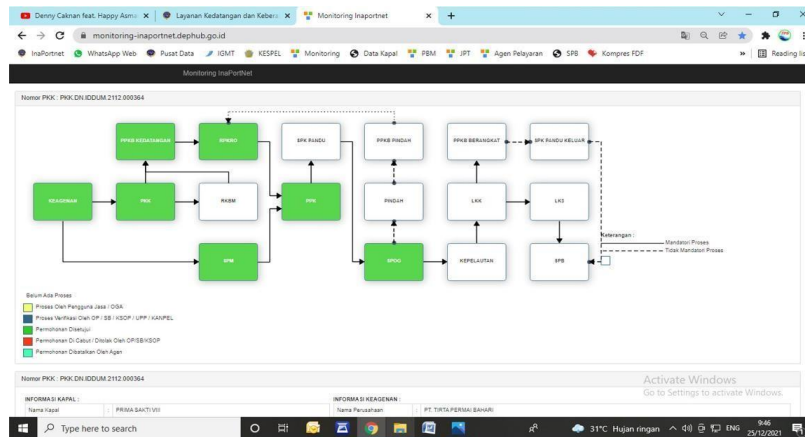 Denny Caknan feat. Happy Asma
Layanan Kedatangan dan Kebera
Monitoring Inaportnet
monitoring-inaportnet.dephub.go.id
InaPortnet WhatsApp Web Pusat Data IGMT KESPEL Monitoring Data Kapal PBM JPT Agen Pelayaran SPB Kompres FDF Reading lis
Monitoring InaPortNet
Nomor PKK : PKK.DN.IDDUM.2112.000364
PPKB KEDATANGAN
SPK PANDU PPKB PINDAH PPKB BERANGKAT SPK PANDU KELUAR
KEAGENAN PKK RKBM PPK PINDAH LKK LK3
SPM SPOG KEPELAUTAN SPB
Keterangan :
Mandatori Proses
Tidak Mandatori Proses
Belum Ada Proses
Proses Oleh Pengguna Jasa / OGA
Proses Verifikasi Oleh OP / SB / KSOP / UPP / KANPEL
Permohonan Disetujui
Permohonan Di Cabut / Ditolak Oleh OP/SB/KSOP
Permohonan Dibatalkan Oleh Agen
Nomor PKK : PKK.DN.IDDUM.2112.000364
INFORMASI KAPAL : INFORMASI KEAGENAN :
Nama Kapal : PRIMA SAKTI VIII Nama Perusahaan : PT. TIRTA PERMAI BAHARI
Activate Windows
Go to Settings to activate Windows.
Type here to search
31°C Hujan ringan ENG 9:46
25/12/2021